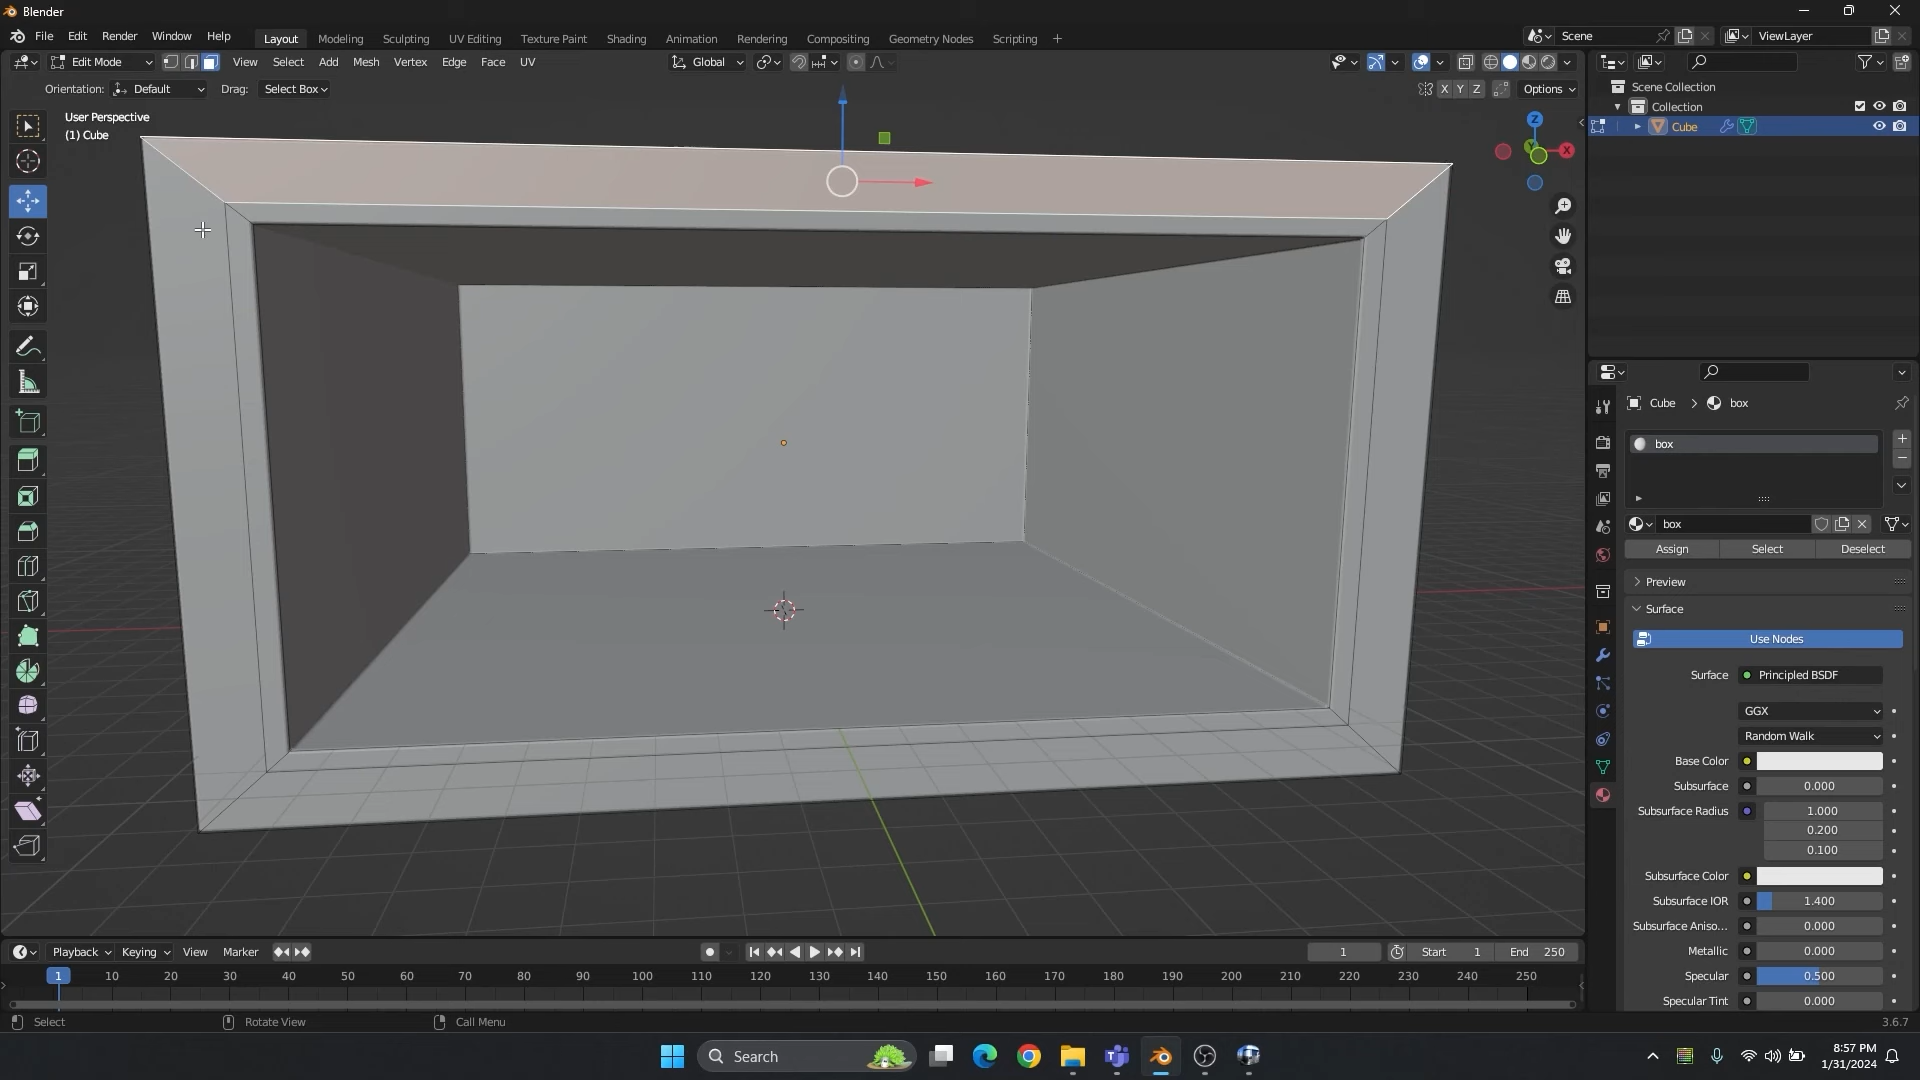 Blender
File Edit Render Window Help
Layout Modeling Sculpting UV Editing Texture Paint Shading Animation Rendering Compositing Geometry Nodes Scripting +
Scene
ViewLayer
Edit Mode View Select Add Mesh Vertex Edge Face UV
Global
Orientation: Default Drag: Select Box
X Y Z Options
User Perspective
(1) Cube
Z
Y
X
Scene Collection
Collection
Cube
Cube > box
box
box
Assign Select Deselect
Preview
Surface
Use Nodes
Surface Principled BSDF
GGX
Random Walk
Base Color
Subsurface 0.000
Subsurface Radius 1.000
0.200
0.100
Subsurface Color
Subsurface IOR 1.400
Subsurface Aniso... 0.000
Metallic 0.000
Specular 0.500
Specular Tint 0.000
Playback Keying View Marker
1 Start 1 End 250
1 10 20 30 40 50 60 70 80 90 100 110 120 130 140 150 160 170 180 190 200 210 220 230 240 250
Select Rotate View Call Menu
3.6.7
Search
8:57 PM
1/31/2024